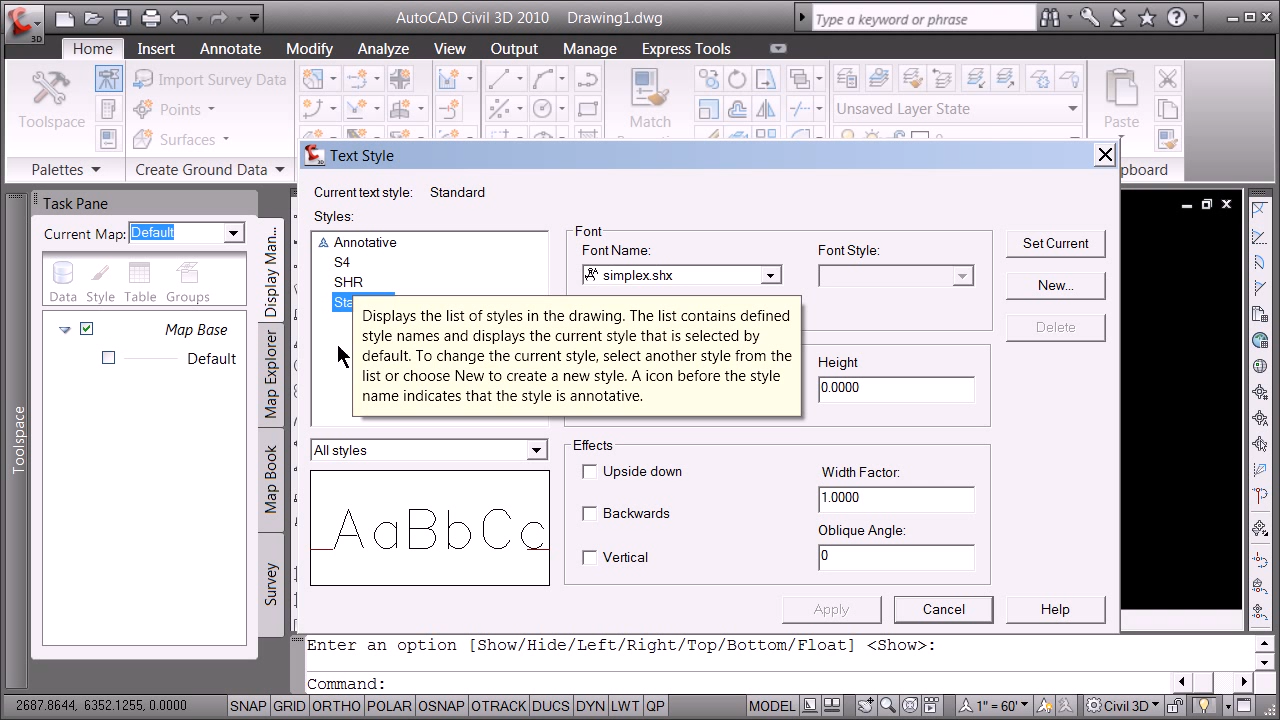 AutoCAD Civil 3D 2010 Drawing1.dwg
Type a keyword or phrase
3D
Home Insert Annotate Modify Analyze View Output Manage Express Tools
Toolspace
Import Survey Data
Points
Surfaces
Match
Unsaved Layer State
Paste
Palettes
Create Ground Data
pboard
Text Style
Task Pane
Current Map: Default
Data Style Table Groups
Map Base
Default
Display Man...
Map Explorer
Map Book
Survey
Toolspace
Current text style: Standard
Styles:
Annotative
S4
SHR
Sta
Displays the list of styles in the drawing. The list contains defined
style names and displays the current style that is selected by
default. To change the current style, select another style from the
list or choose New to create a new style. A icon before the style
name indicates that the style is annotative.
All styles
AaBbCc
Font
Font Name:
simplex.shx
Font Style:
Height
0.0000
Effects
Upside down
Backwards
Vertical
Width Factor:
1.0000
Oblique Angle:
0
Set Current
New...
Delete
Apply Cancel Help
Enter an option [Show/Hide/Left/Right/Top/Bottom/Float] <Show>:
Command:
2687.8644, 6352.1255, 0.0000 SNAP GRID ORTHO POLAR OSNAP OTRACK DUCS DYN LWT QP MODEL 1" = 60' Civil 3D